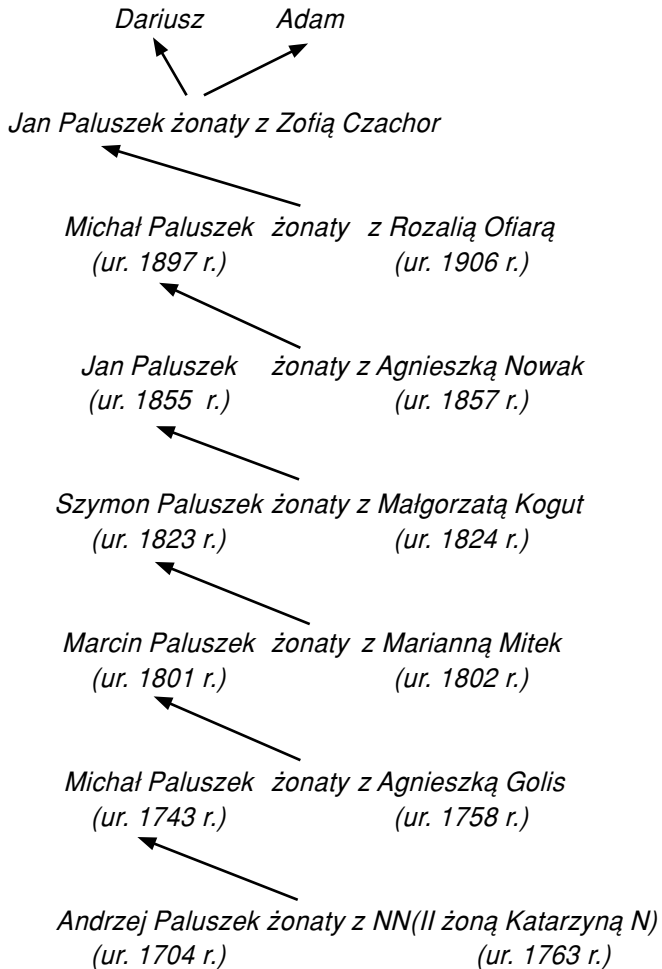 Dariusz Adam
Jan Paluszek żonaty z Zofią Czachor
Michał Paluszek żonaty z Rozalią Ofiarą
(ur. 1897 r.) (ur. 1906 r.)
Jan Paluszek żonaty z Agnieszką Nowak
(ur. 1855 r.) (ur. 1857 r.)
Szymon Paluszek żonaty z Małgorzatą Kogut
(ur. 1823 r.) (ur. 1824 r.)
Marcin Paluszek żonaty z Marianną Mitek
(ur. 1801 r.) (ur. 1802 r.)
Michał Paluszek żonaty z Agnieszką Golis
(ur. 1743 r.) (ur. 1758 r.)
Andrzej Paluszek żonaty z NN(II żoną Katarzyną N)
(ur. 1704 r.) (ur. 1763 r.)